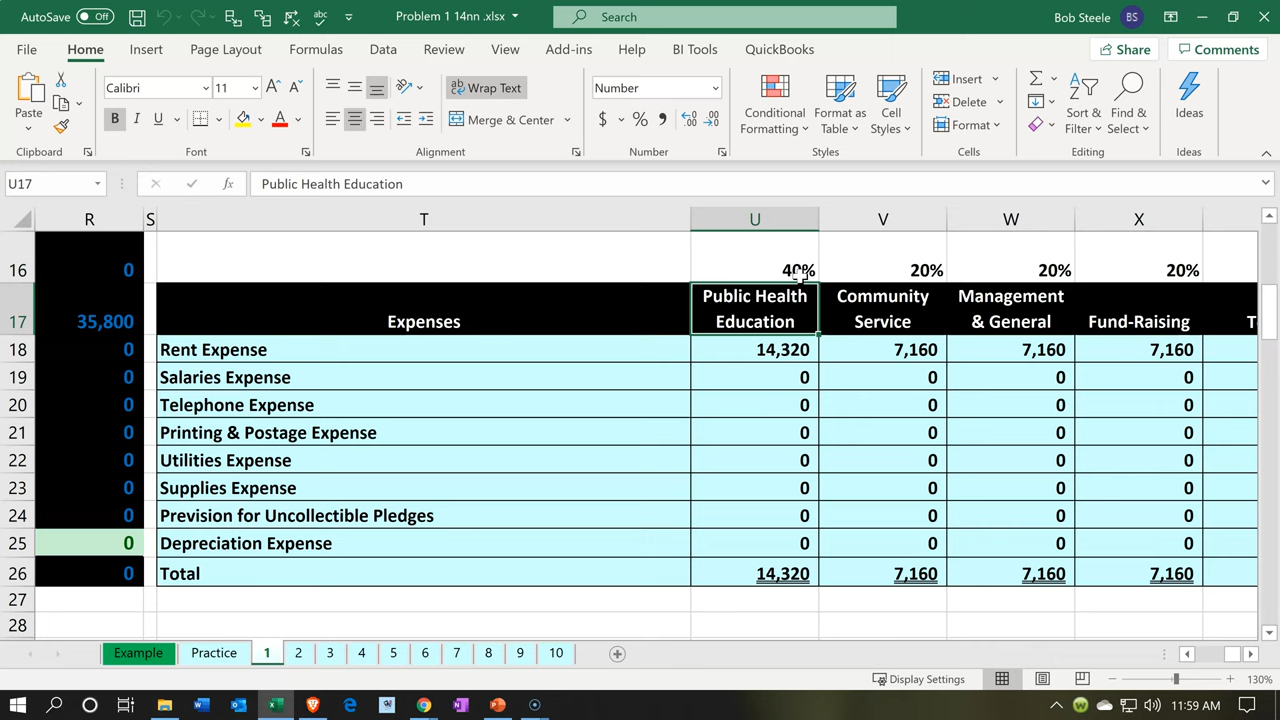 AutoSave Off Problem 1 14nn .xlsx Search Bob Steele BS
File Home Insert Page Layout Formulas Data Review View Add-ins Help BI Tools QuickBooks Share Comments
Paste Calibri 11 Wrap Text Number Conditional Formatting Format as Table Cell Styles Insert Sort & Filter Find & Select Ideas
B I U Merge & Center $ % Delete Format
Clipboard Font Alignment Number Styles Cells Editing Ideas
U17 fx Public Health Education
R S T U V W X
16 0 40% 20% 20% 20%
17 35,800 Expenses Public Health Education Community Service Management & General Fund-Raising
18 0 Rent Expense 14,320 7,160 7,160 7,160
19 0 Salaries Expense 0 0 0 0
20 0 Telephone Expense 0 0 0 0
21 0 Printing & Postage Expense 0 0 0 0
22 0 Utilities Expense 0 0 0 0
23 0 Supplies Expense 0 0 0 0
24 0 Prevision for Uncollectible Pledges 0 0 0 0
25 0 Depreciation Expense 0 0 0 0
26 0 Total 14,320 7,160 7,160 7,160
27
28
Example Practice 1 2 3 4 5 6 7 8 9 10
Display Settings 130%
11:59 AM